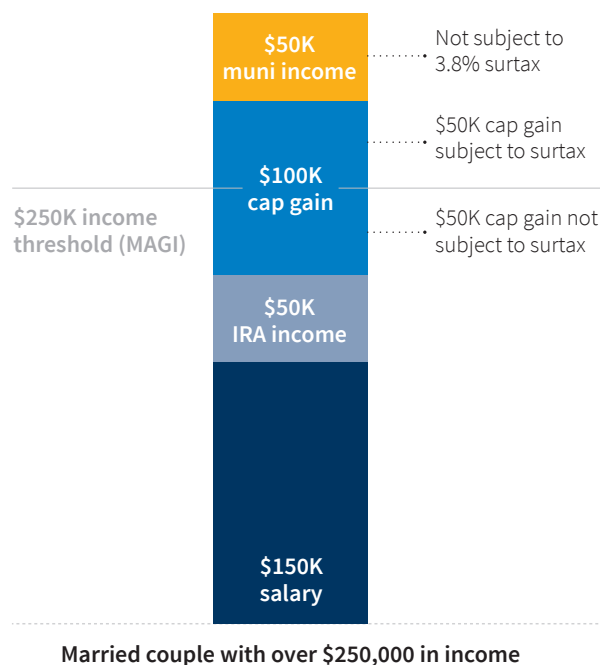 $50K
muni income
Not subject to
3.8% surtax
$50K cap gain
subject to surtax
$100K
cap gain
$250K income
threshold (MAGI)
$50K cap gain not
subject to surtax
$50K
IRA income
$150K
salary
Married couple with over $250,000 in income